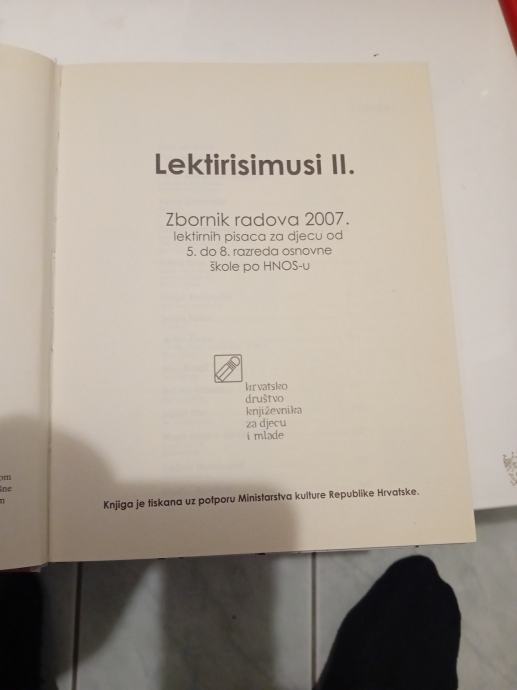 Lektirisimusi II.
Zbornik radova 2007.
lektirnih pisaca za djecu od
5. do 8. razreda osnovne
škole po HNOS-u
hrvatsko
društvo
književnika
za djecu
i mlade
Knjiga je tiskana uz potporu Ministarstva kulture Republike Hrvatske.